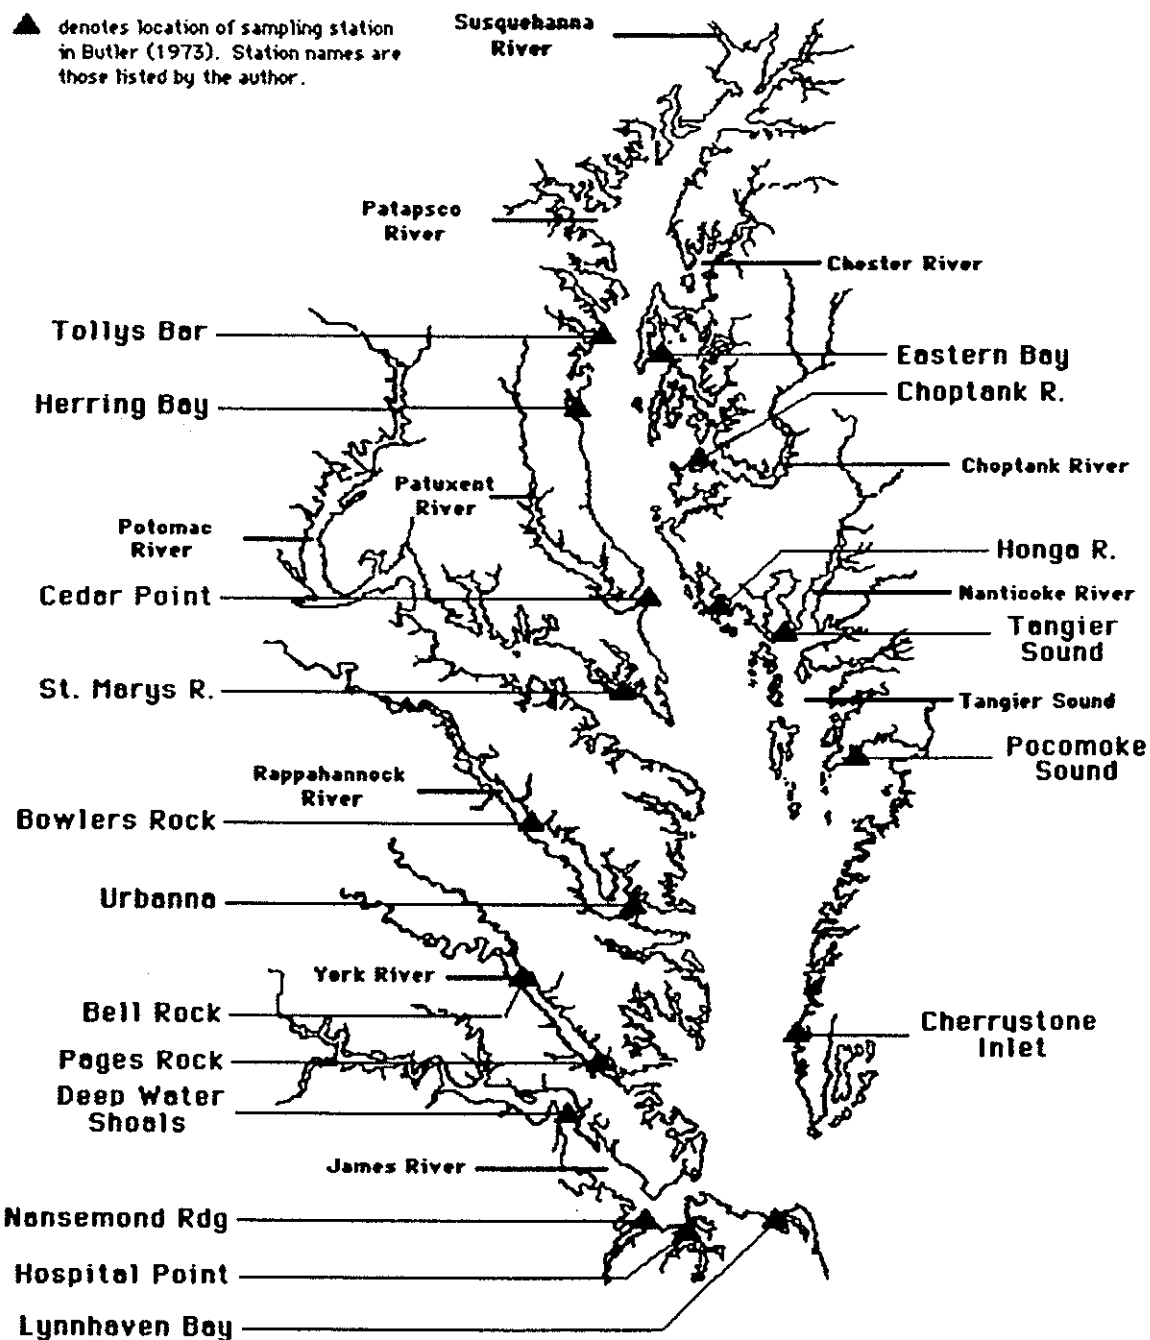 denotes location of sampling station
in Butler (1973). Station names are
those listed by the author.
Susquehanna
River
Patapsco
River
Chester River
Tollys Bar
Eastern Bay
Herring Bay
Choptank R.
Choptank River
Patuxent
River
Potomac
River
Honga R.
Cedar Point
Nanticoke River
Tangier
Sound
St. Marys R.
Tangier Sound
Pocomoke
Sound
Rappahannock
River
Bowlers Rock
Urbanna
York River
Bell Rock
Cherrystone
Inlet
Pages Rock
Deep Water
Shoals
James River
Nansemond Rdg
Hospital Point
Lynnhaven Bay